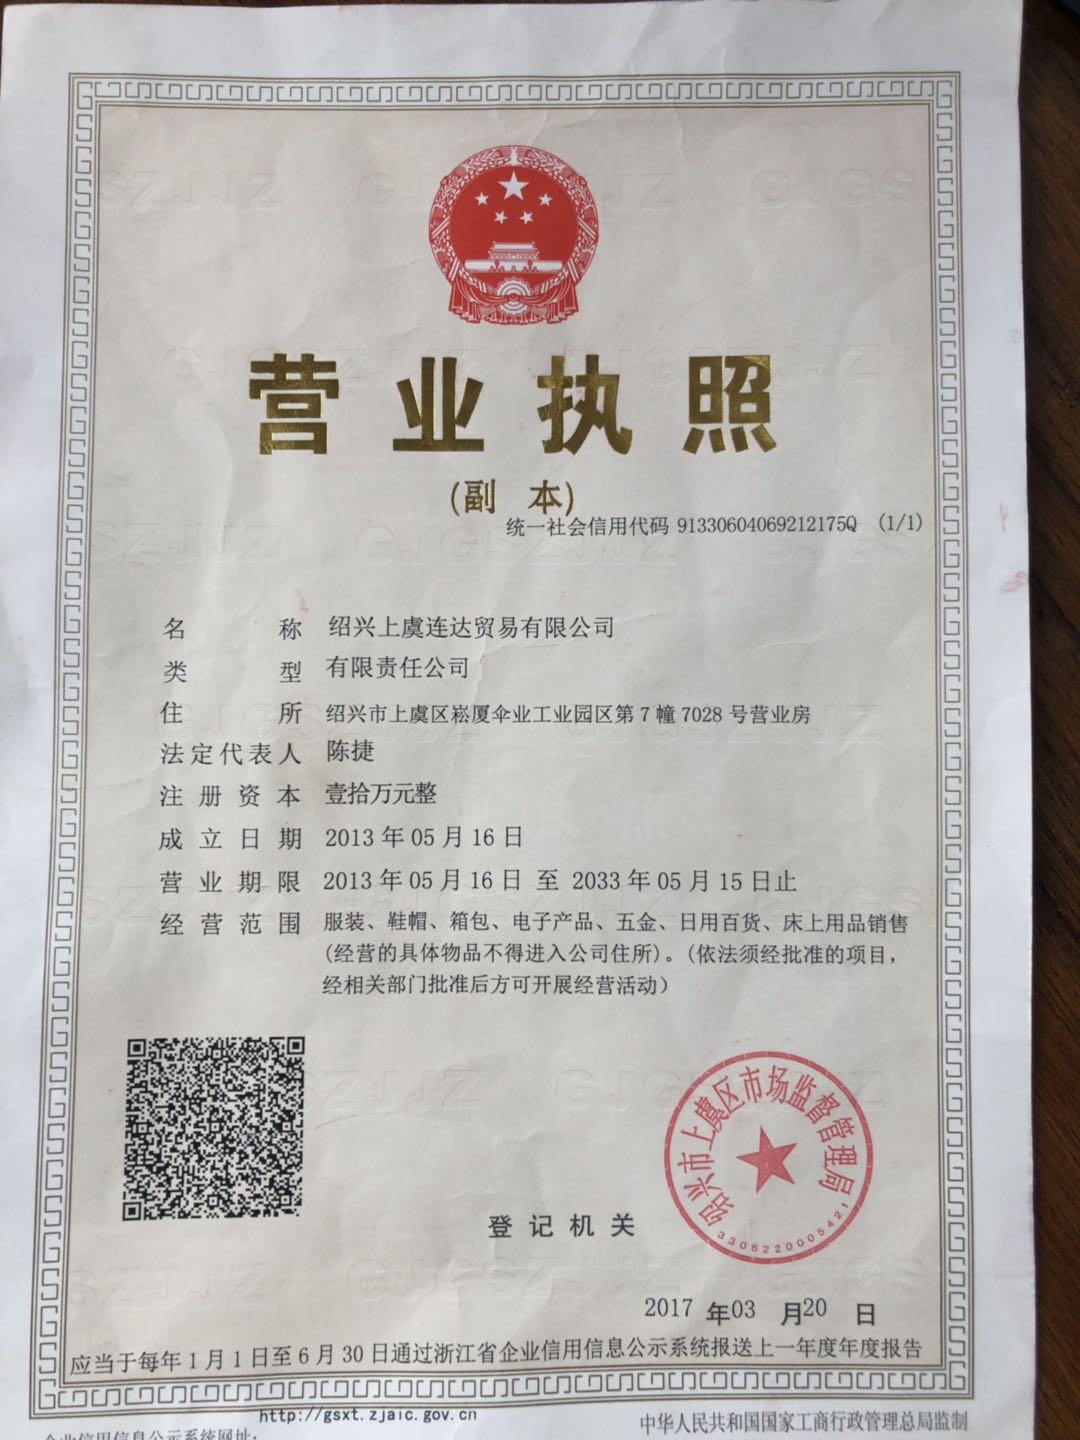 营业执照
(副 本)
统一社会信用代码 91330604069212175Q (1/1)
名 称 绍兴上虞连达贸易有限公司
类 型 有限责任公司
住 所 绍兴市上虞区崧厦伞业工业园区第7幢7028号营业房
法定代表人 陈捷
注册资本 壹拾万元整
成立日期 2013年05月16日
营业期限 2013年05月16日至2033年05月15日止
经营范围 服装、鞋帽、箱包、电子产品、五金、日用百货、床上用品销售
(经营的具体物品不得进入公司住所)。(依法须经批准的项目，
经相关部门批准后方可开展经营活动)
绍兴市上虞区市场监督管理局
3306220005421
登记机关
2017年03月20日
应当于每年1月1日至6月30日通过浙江省企业信用信息公示系统报送上一年度年度报告
http://gsxt.zjaic.gov.cn
企业信用信息公示系统网址:
中华人民共和国国家工商行政管理总局监制